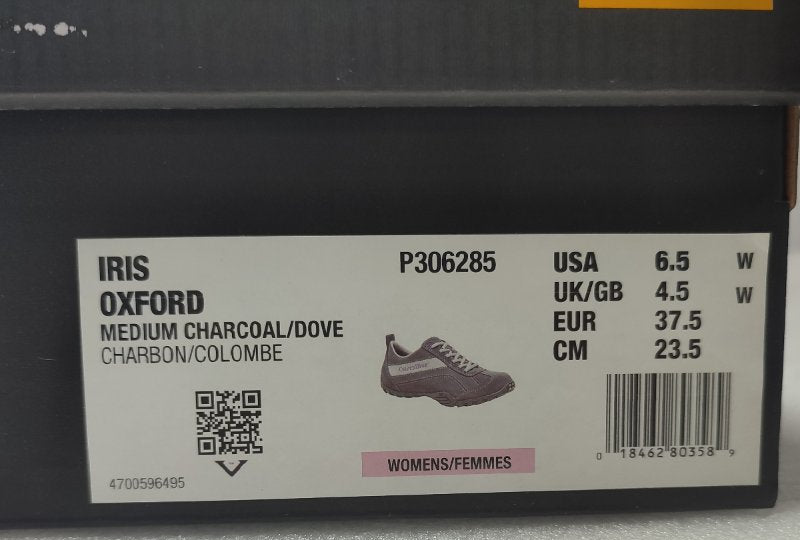 IRIS
OXFORD
MEDIUM CHARCOAL/DOVE
CHARBON/COLOMBE
4700596495
P306285
WOMENS/FEMMES
USA 6.5 W
UK/GB 4.5 W
EUR 37.5
CM 23.5
0 18462 80358 9